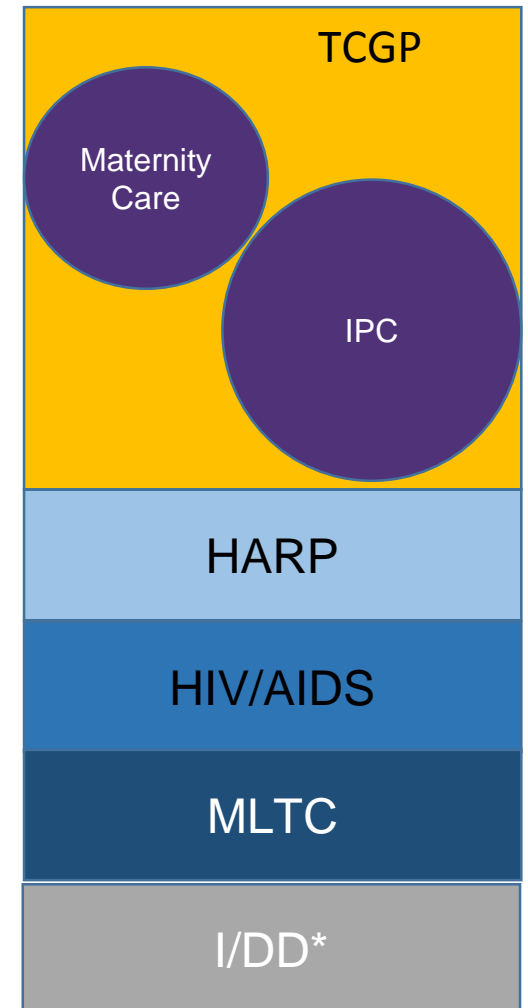 TCGP
Maternity
Care
IPC
HARP
HIV/AIDS
MLTC
I/DD*